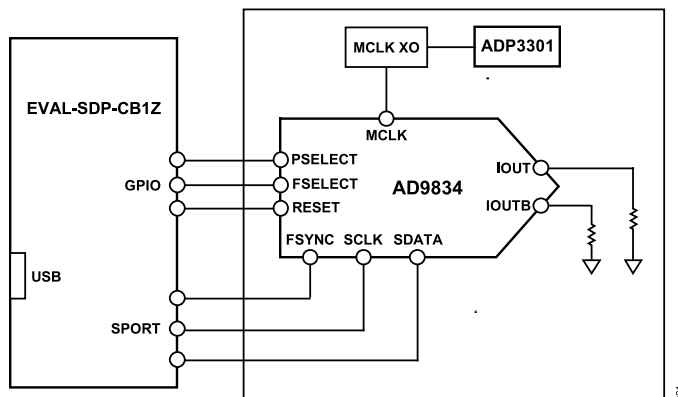 MCLK XO
ADP3301
EVAL-SDP-CB1Z
MCLK
PSELECT
GPIO
FSELECT
RESET
AD9834
IOUT
IOUTB
FSYNC
SCLK
SDATA
USB
SPORT